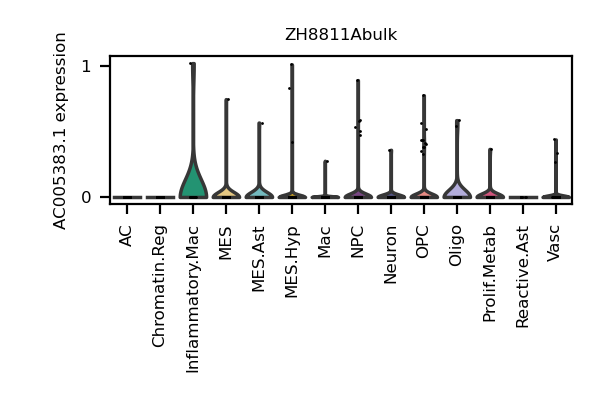 ZH8811Abulk
AC005383.1 expression
1
0
AC
Chromatin.Reg
Inflammatory.Mac
MES
MES.Ast
MES.Hyp
Mac
NPC
Neuron
OPC
Oligo
Prolif.Metab
Reactive.Ast
Vasc